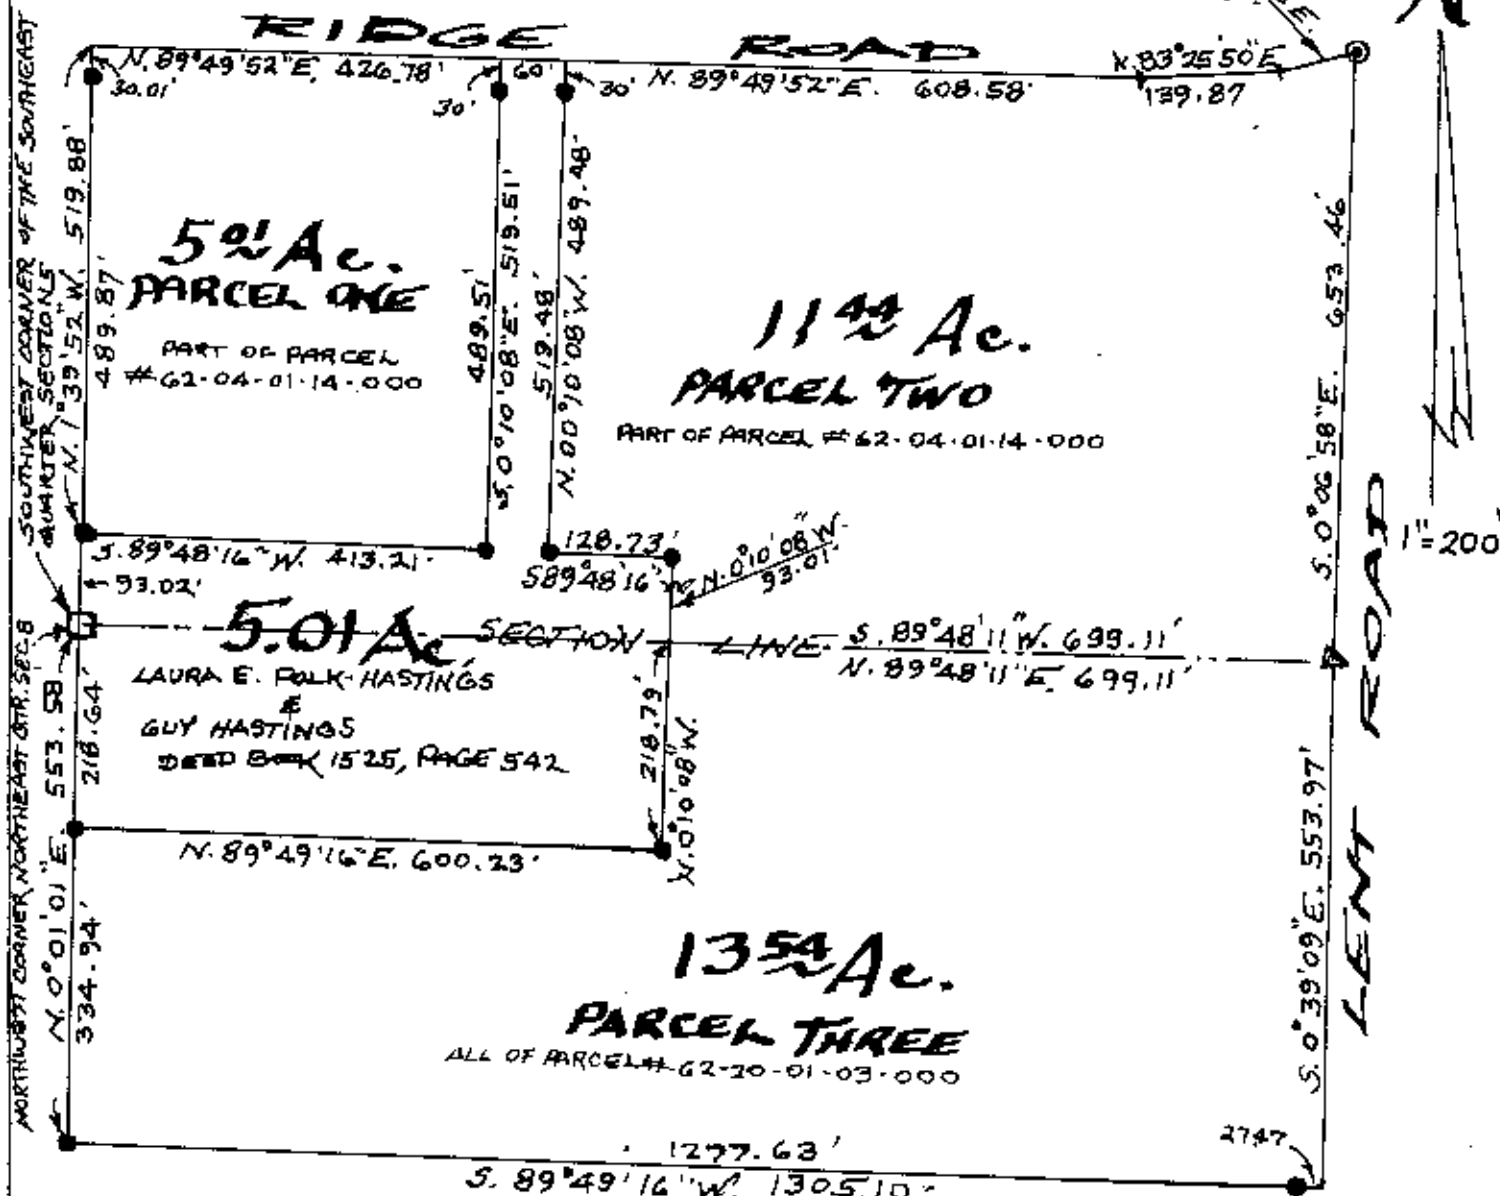 RIDGE ROAD
N. 89°49'52"E. 426.78'
60'
N. 89°49'52"E. 608.58'
N.83°25'50"E
139.87
E.
N
30.01'
30'
30'
SOUTHWEST CORNER OF THE SOUTHEAST
QUARTER, SECTION 5
N. 1°39'52"W. 519.88'
489.87'
5 01 Ac.
PARCEL ONE
PART OF PARCEL
#62-04-01-14-000
489.51'
S. 0°10'08"E. 519.51'
519.48'
N. 00°10'08"W. 489.48'
11 44 Ac.
PARCEL TWO
PART OF PARCEL #62-04-01-14-000
S. 0°06'58"E. 653.46'
1"=200'
LENT ROAD
S. 89°48'16"W. 413.21'
128.73'
S89°48'16"
N. 0°10'08"W.
93.01'
93.02'
5.01 Ac.
SECTION LINE
S. 89°48'11"W. 699.11'
N. 89°48'11"E. 699.11'
LAURA E. POLK-HASTINGS
&
GUY HASTINGS
DEED BOOK 1525, PAGE 542
218.79'
N. 0°10'08"W.
NORTHWEST CORNER NORTHEAST QTR. SEC. 8
N. 0°01'01"E. 553.58
218.64'
334.94'
N. 89°49'16"E. 600.23'
13 54 Ac.
PARCEL THREE
ALL OF PARCEL #62-20-01-03-000
S. 0°39'09"E. 553.97'
27.47
1277.63'
S. 89°49'16"W. 1305.10'